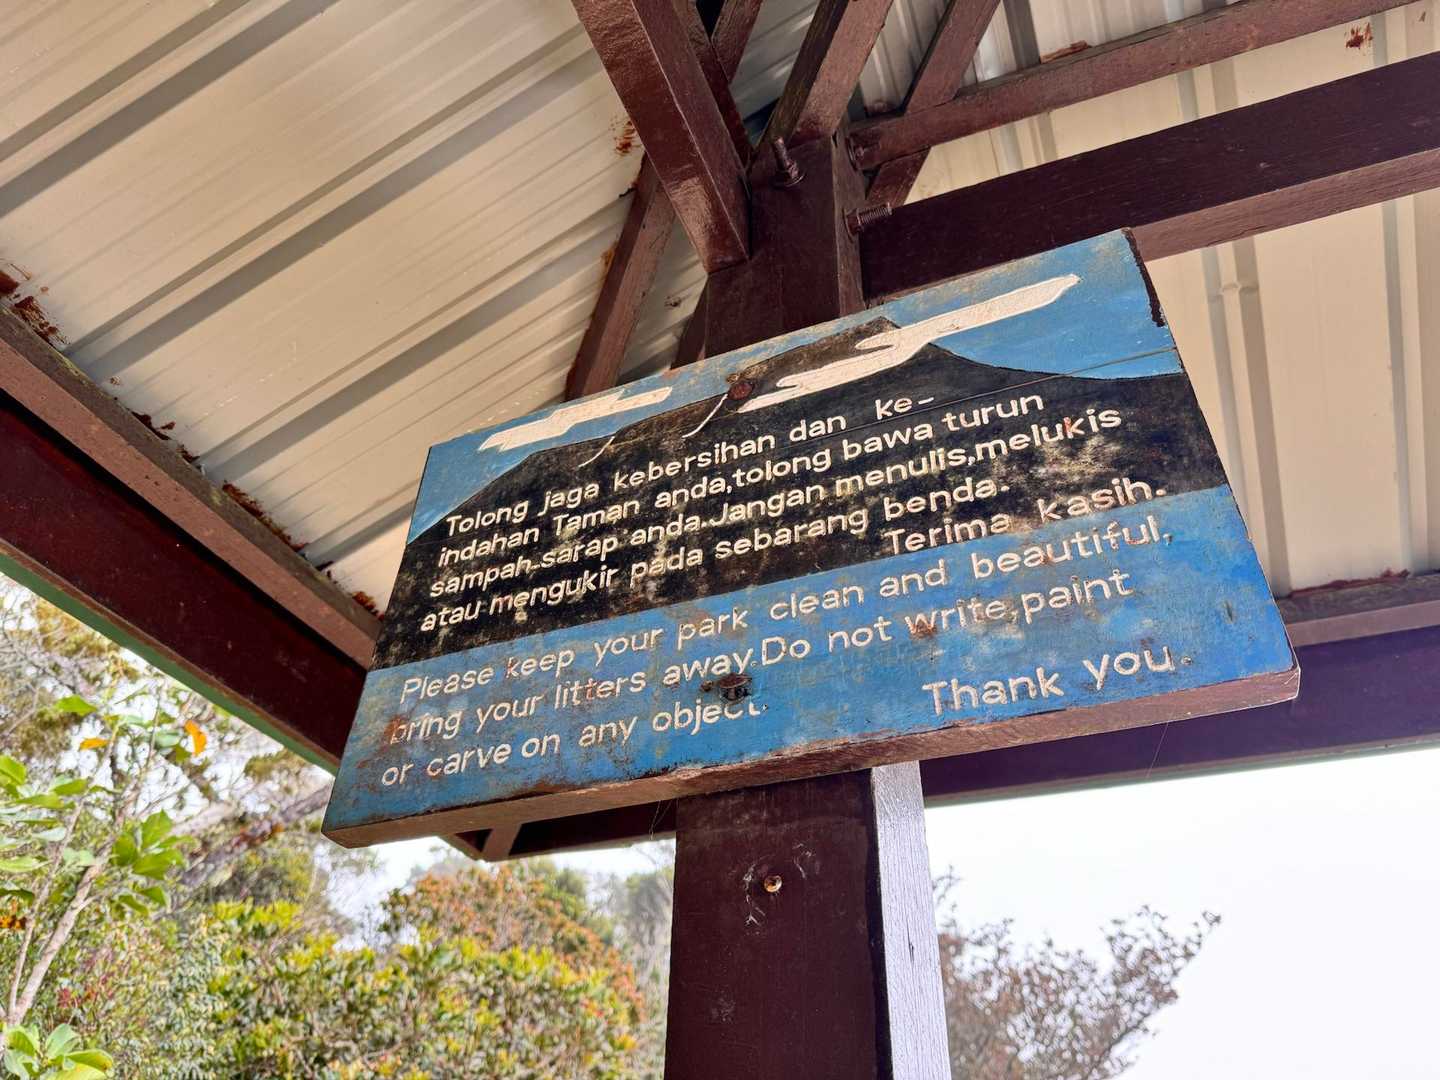 Tolong jaga kebersihan dan ke-
indahan Taman anda,tolong bawa turun
sampah-sarap anda.Jangan menulis,melukis
atau mengukir pada sebarang benda.
Terima kasih.
Please keep your park clean and beautiful,
bring your litters away.Do not write,paint
or carve on any object.
Thank you.